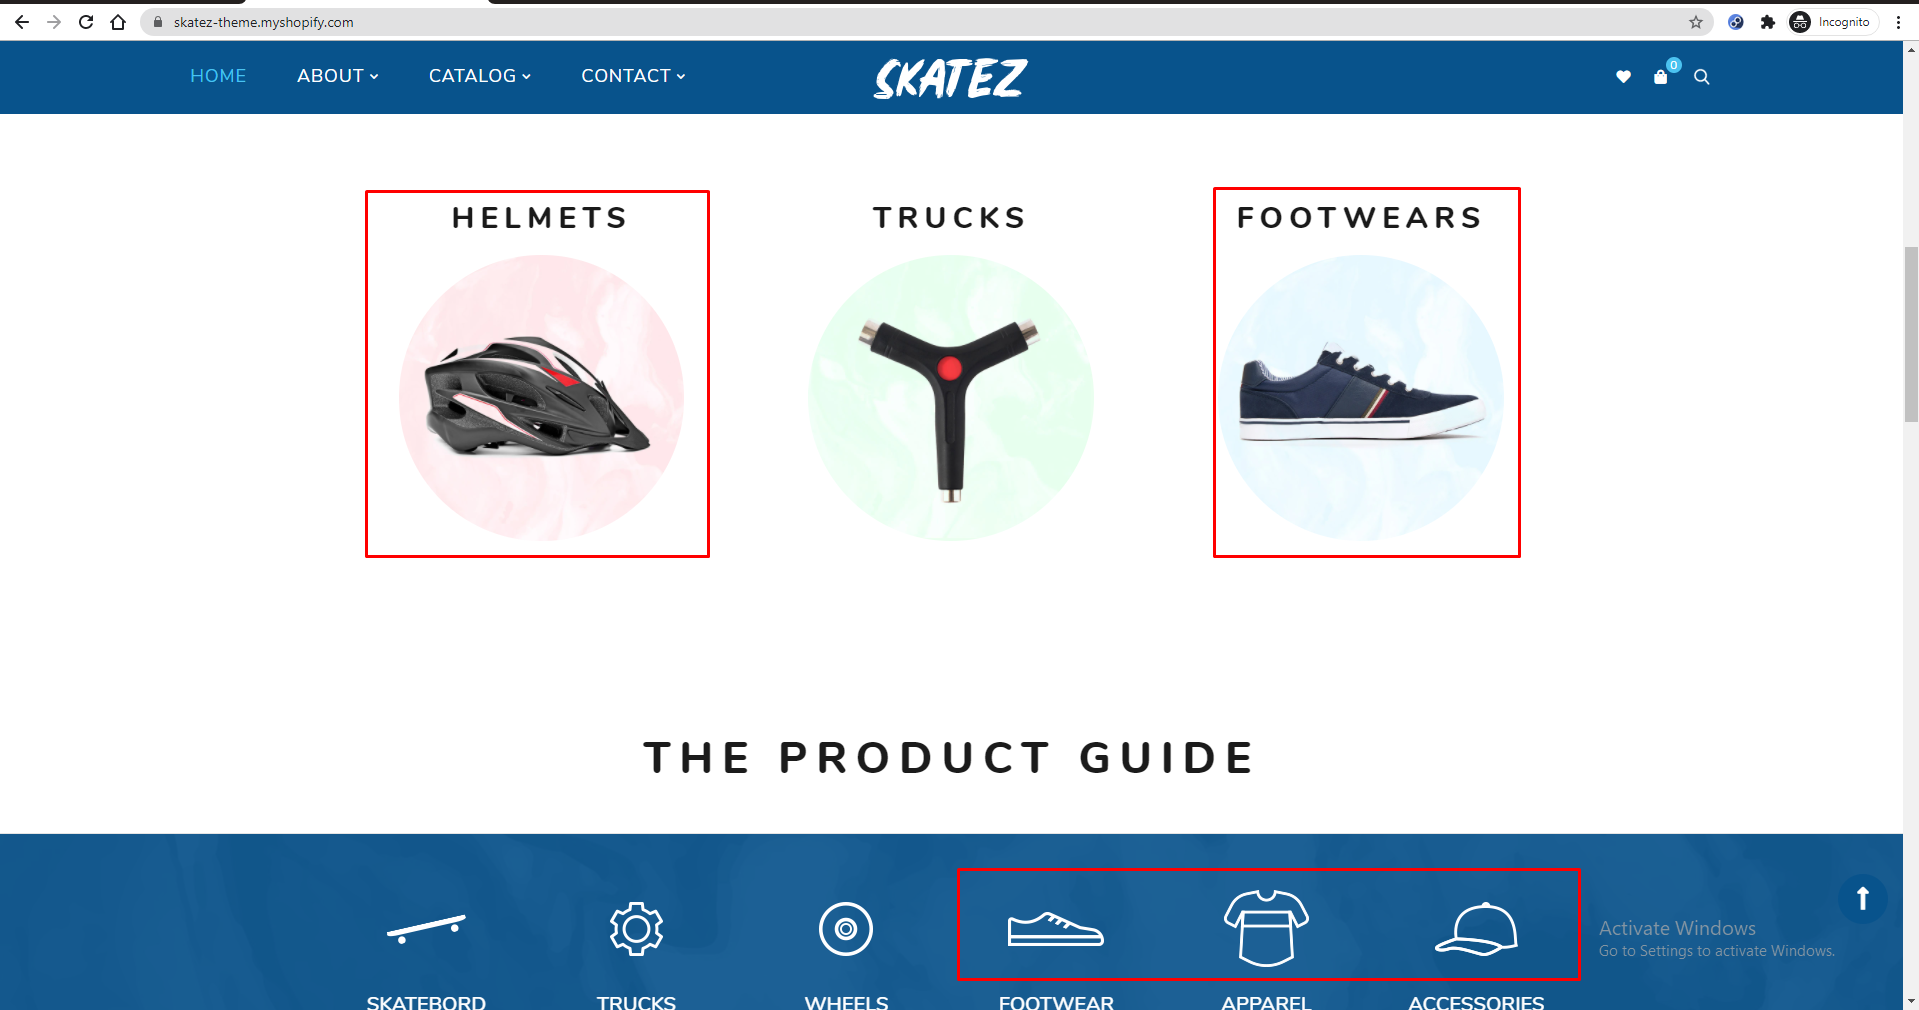 skatez-theme.myshopify.com
Incognito
HOME ABOUT CATALOG CONTACT SKATEZ 0
HELMETS TRUCKS FOOTWEARS
THE PRODUCT GUIDE
Activate Windows
Go to Settings to activate Windows.
SKATEBORD TRUCKS WHEELS FOOTWEAR APPAREL ACCESSORIES